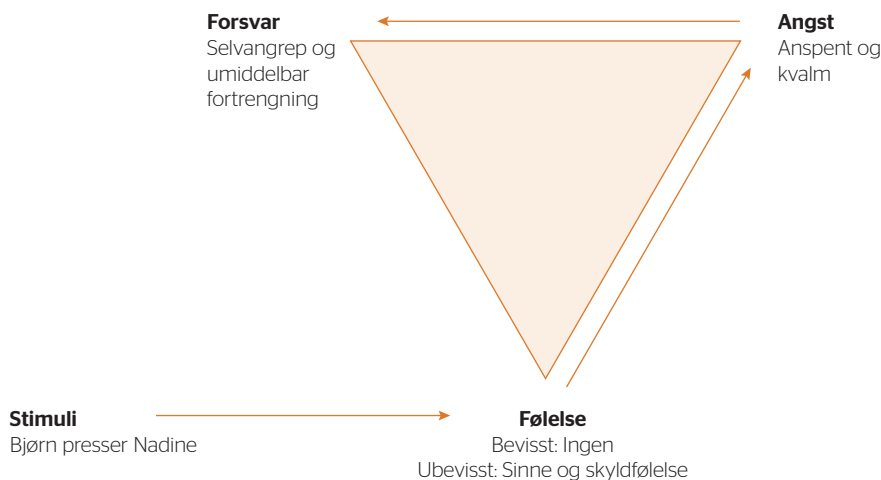 Forsvar
Selvangrep og
umiddelbar
fortrengning
Angst
Anspent og
kvalm
Stimuli
Bjørn presser Nadine
Følelse
Bevisst: Ingen
Ubevisst: Sinne og skyldfølelse